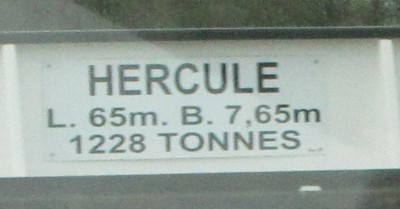 HERCULE
L. 65m. B. 7,65m
1228 TONNES